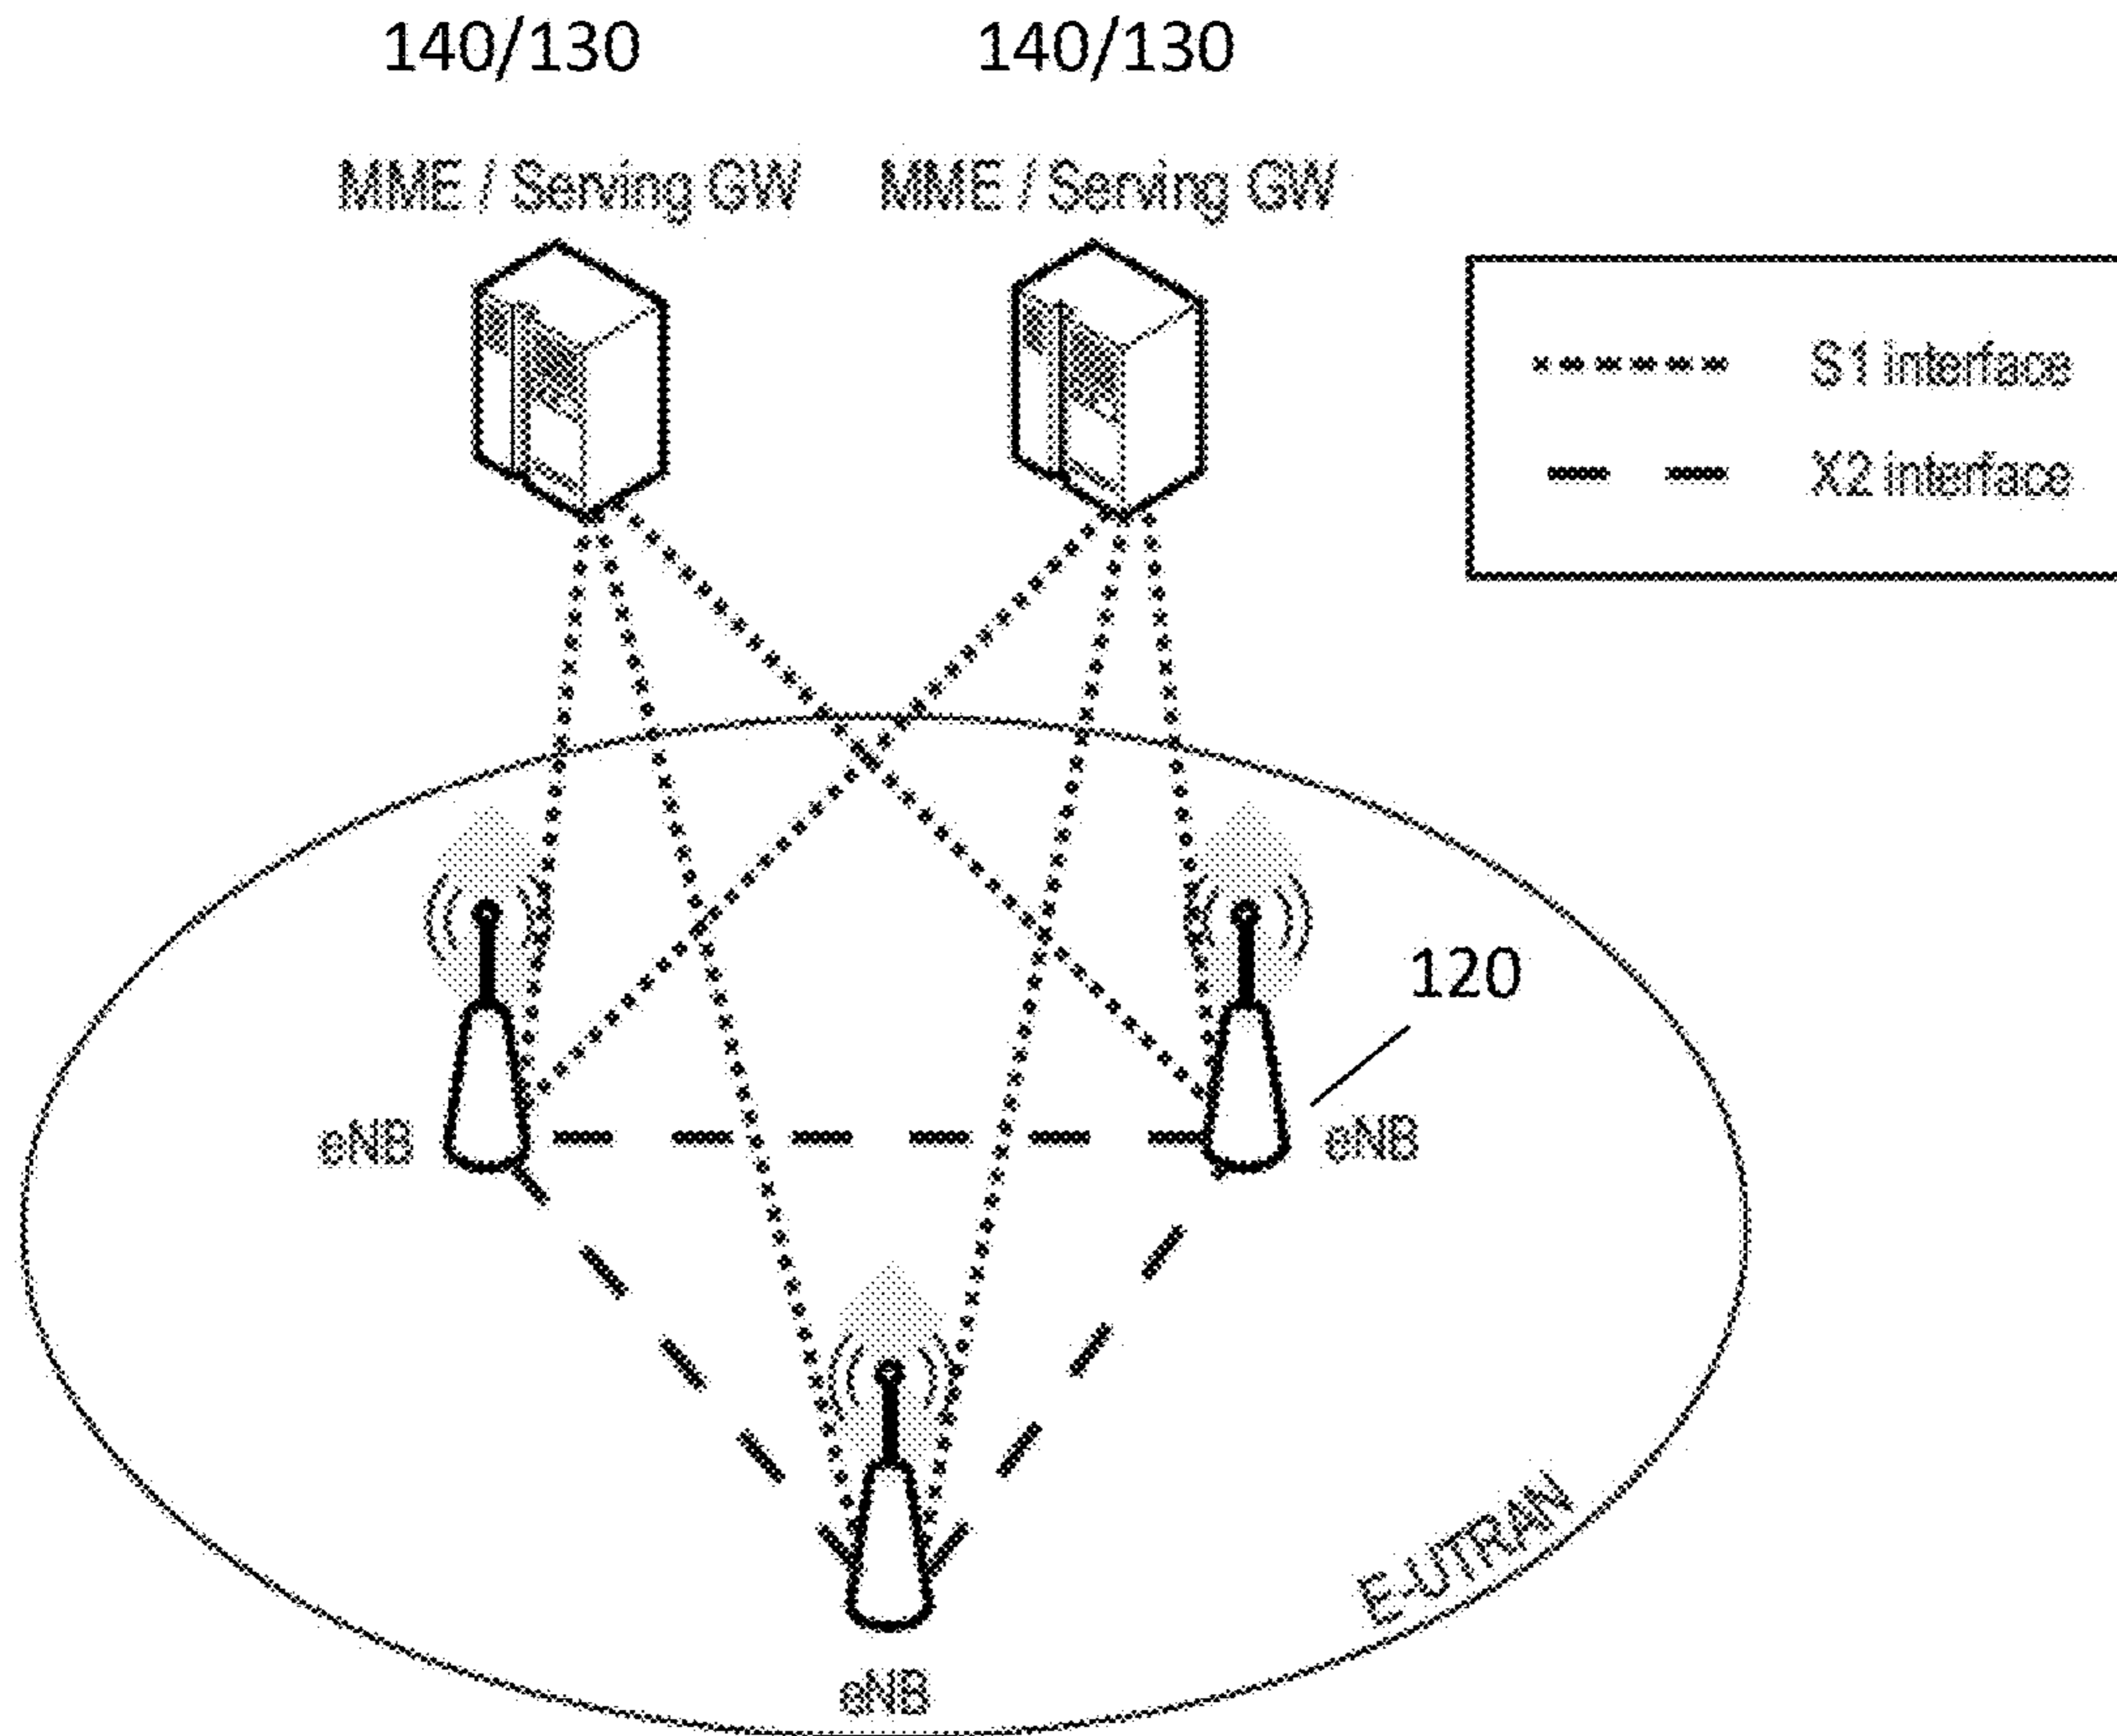 140/130 140/130
MME / Serving GW MME / Serving GW
S1 interface
X2 interface
120
eNB eNB
E-UTRAN
eNB